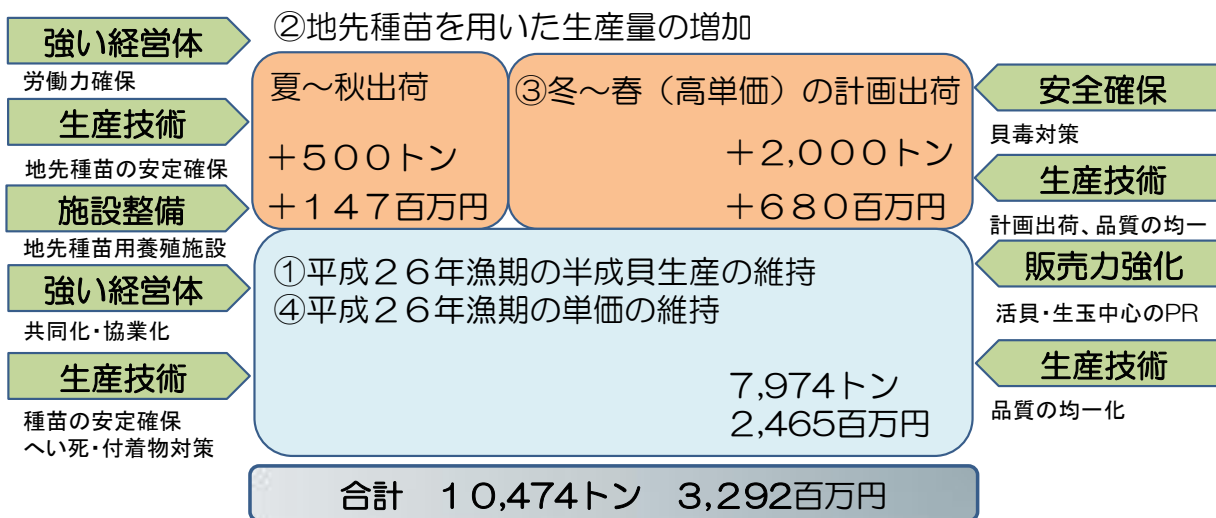 ②地先種苗を用いた生産量の増加
強い経営体
労働力確保
生産技術
地先種苗の安定確保
施設整備
地先種苗用養殖施設
強い経営体
共同化・協業化
生産技術
種苗の安定確保
へい死・付着物対策
夏～秋出荷
＋５００トン
＋１４７百万円
③冬～春（高単価）の計画出荷
＋２,０００トン
＋６８０百万円
①平成２６年漁期の半成貝生産の維持
④平成２６年漁期の単価の維持
７,９７４トン
２,４６５百万円
安全確保
貝毒対策
生産技術
計画出荷、品質の均一
販売力強化
活貝・生玉中心のPR
生産技術
品質の均一化
合計　１０,４７４トン　３,２９２百万円